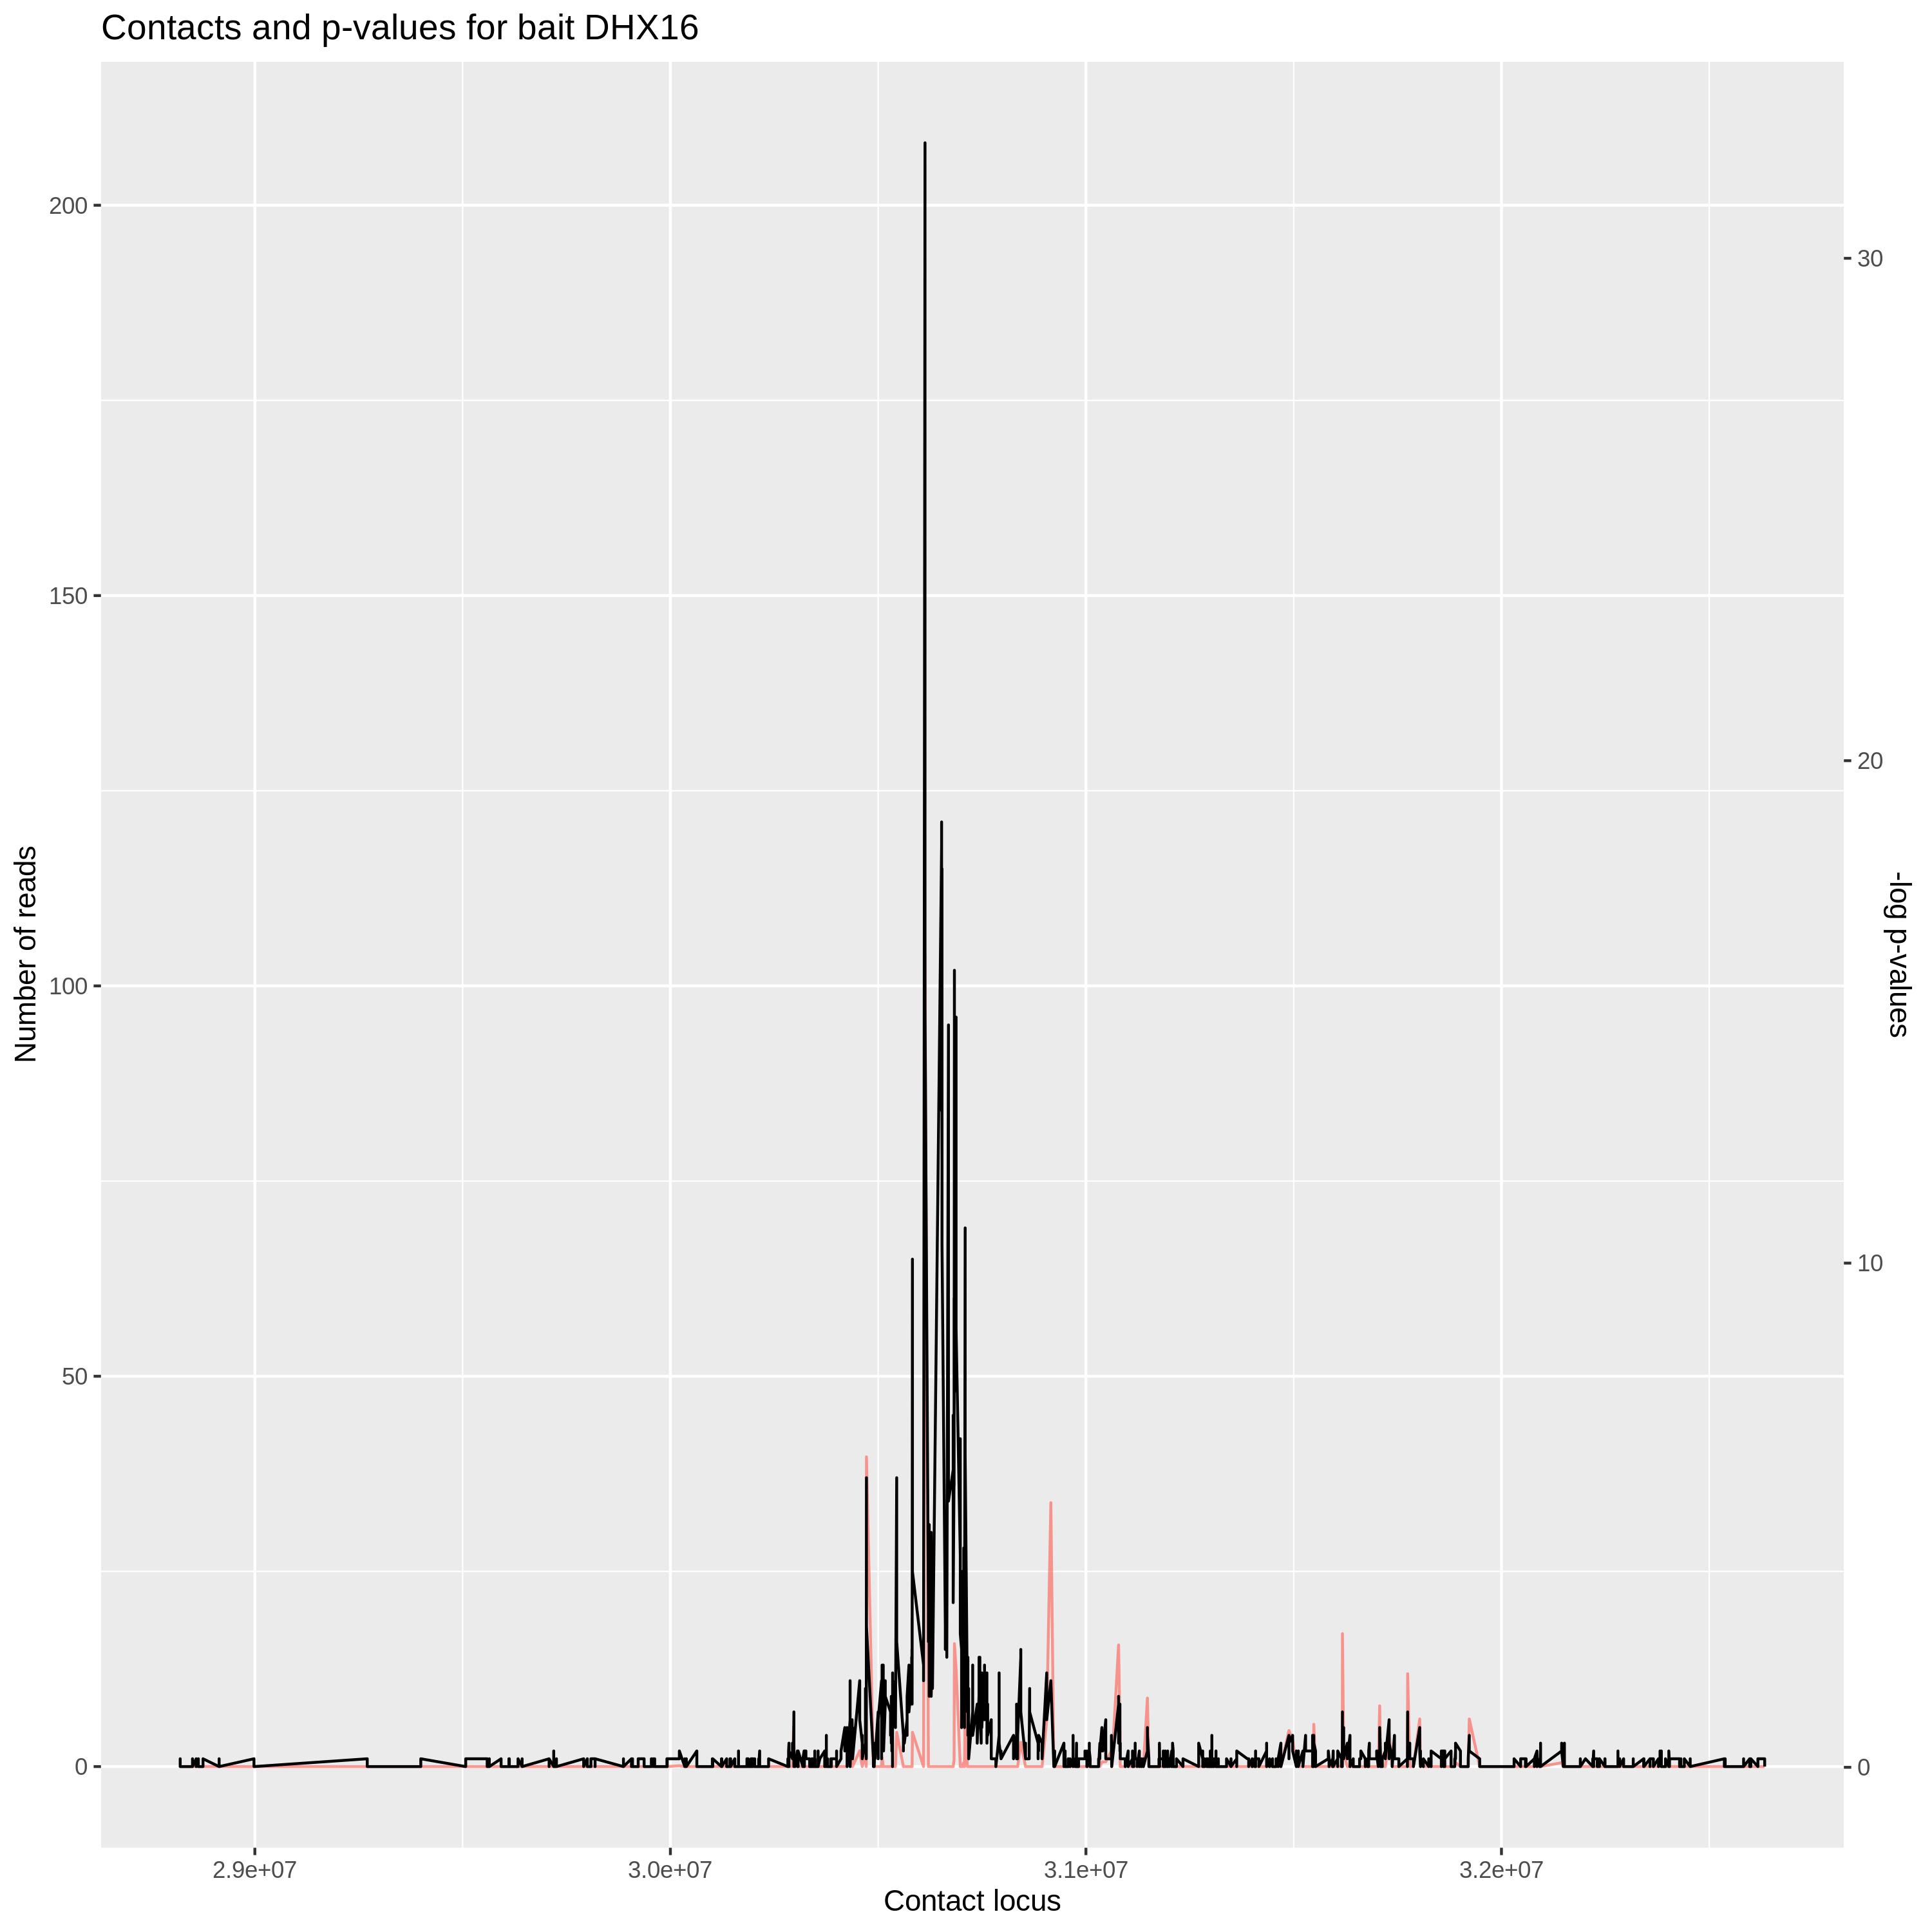 Contacts and p-values for bait DHX16
Number of reads
200
150
100
50
0
30
20
10
0
-log p-values
2.9e+07
3.0e+07
3.1e+07
3.2e+07
Contact locus